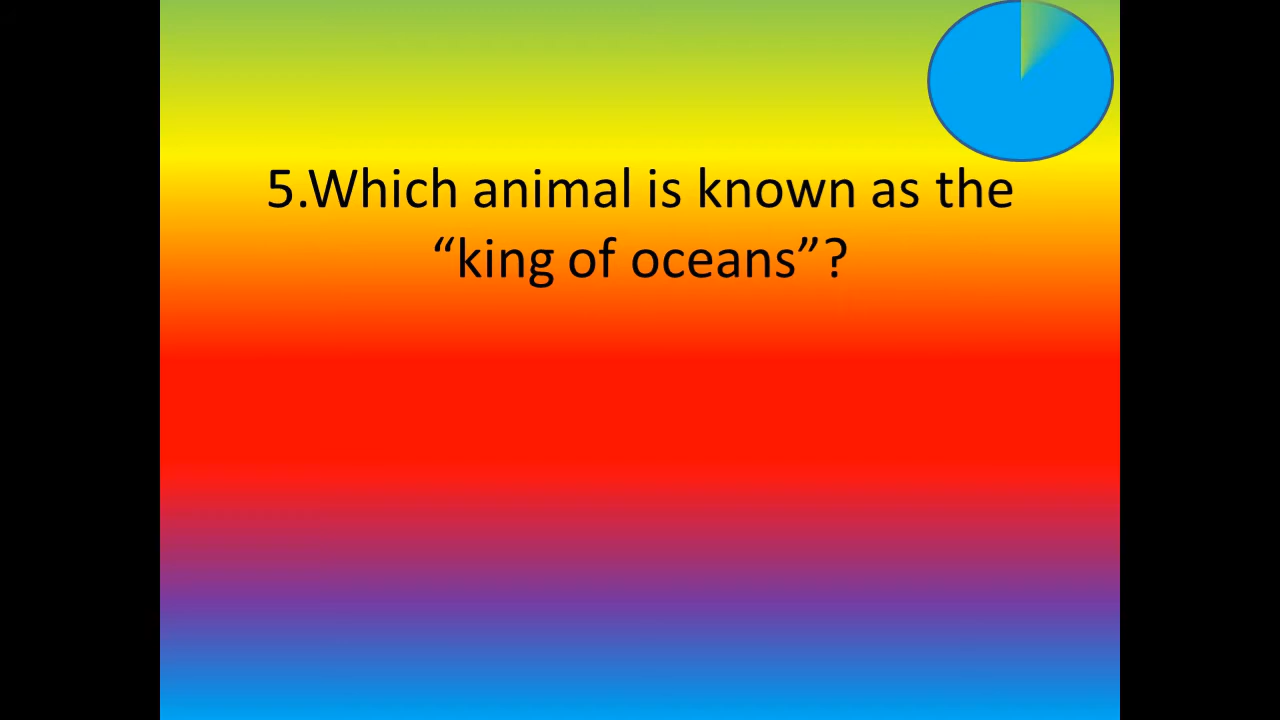 5.Which animal is known as the
“king of oceans”?